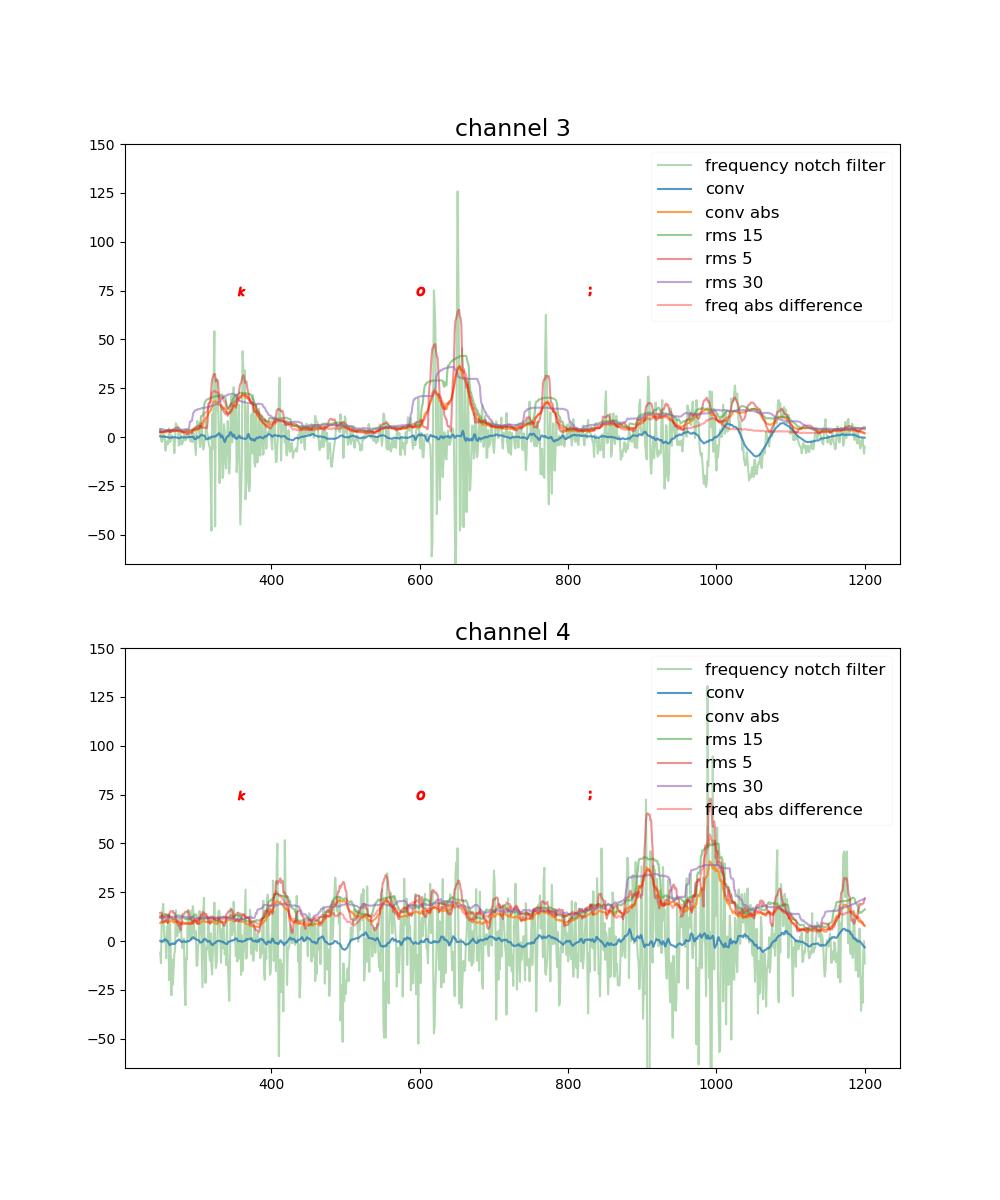 channel 3
150
125
100
75
50
25
0
−25
−50
frequency notch filter
conv
conv abs
rms 15
rms 5
rms 30
freq abs difference
k o ;
400 600 800 1000 1200
channel 4
150
125
100
75
50
25
0
−25
−50
frequency notch filter
conv
conv abs
rms 15
rms 5
rms 30
freq abs difference
k o ;
400 600 800 1000 1200